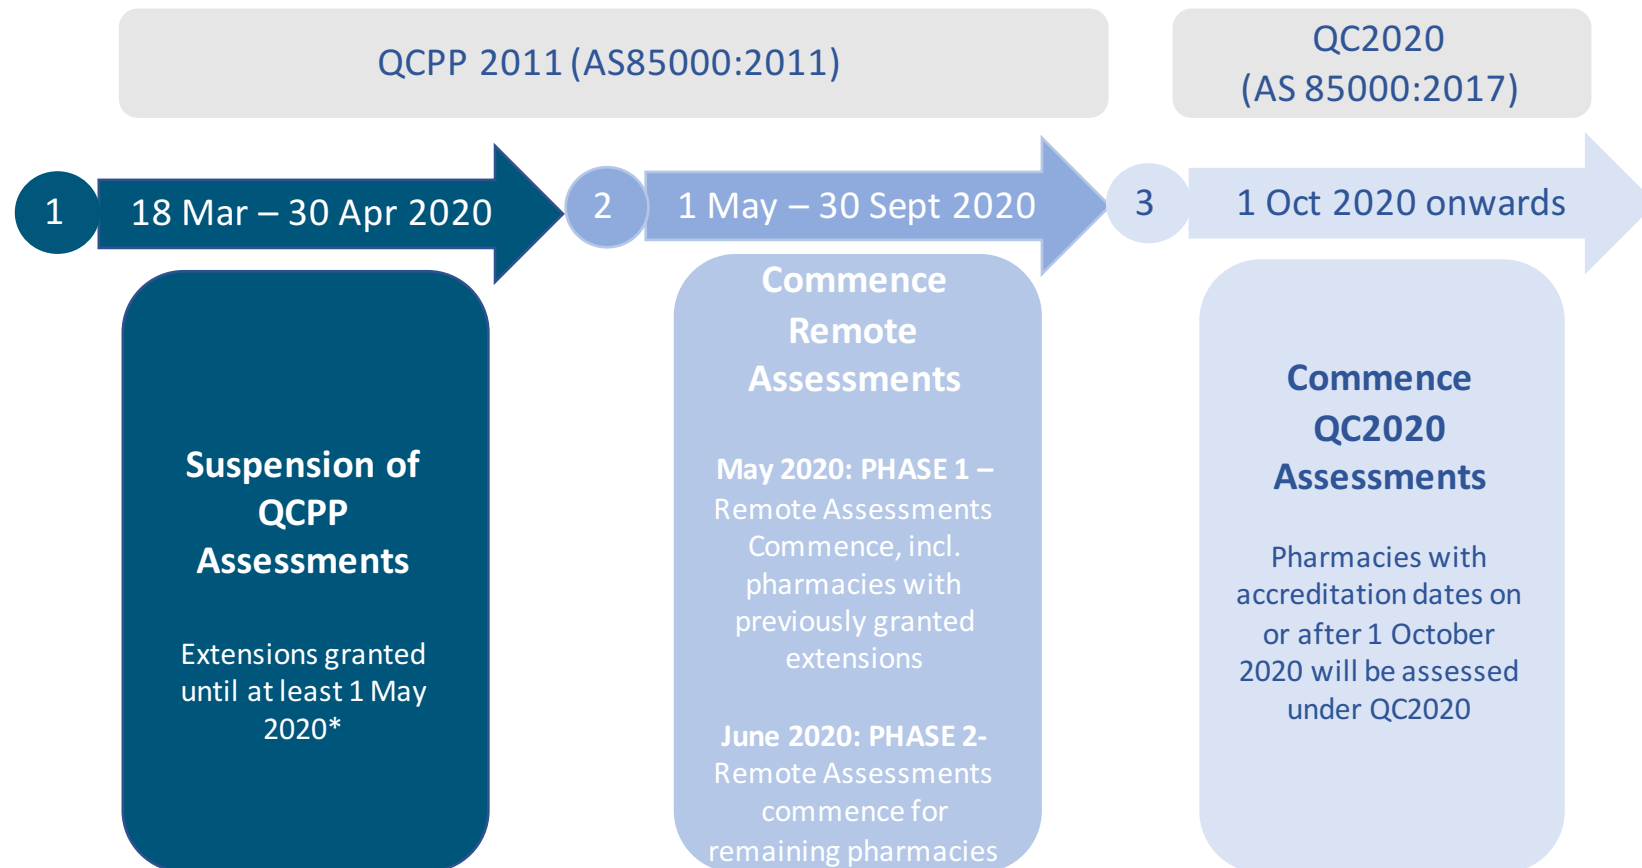 QCPP 2011 (AS85000:2011)
QC2020
(AS 85000:2017)
1
18 Mar – 30 Apr 2020
2
1 May – 30 Sept 2020
3
1 Oct 2020 onwards
Suspension of
QCPP
Assessments
Extensions granted
until at least 1 May
2020*
Commence
Remote
Assessments
May 2020: PHASE 1 –
Remote Assessments
Commence, incl.
pharmacies with
previously granted
extensions
June 2020: PHASE 2-
Remote Assessments
commence for
remaining pharmacies
Commence
QC2020
Assessments
Pharmacies with
accreditation dates on
or after 1 October
2020 will be assessed
under QC2020